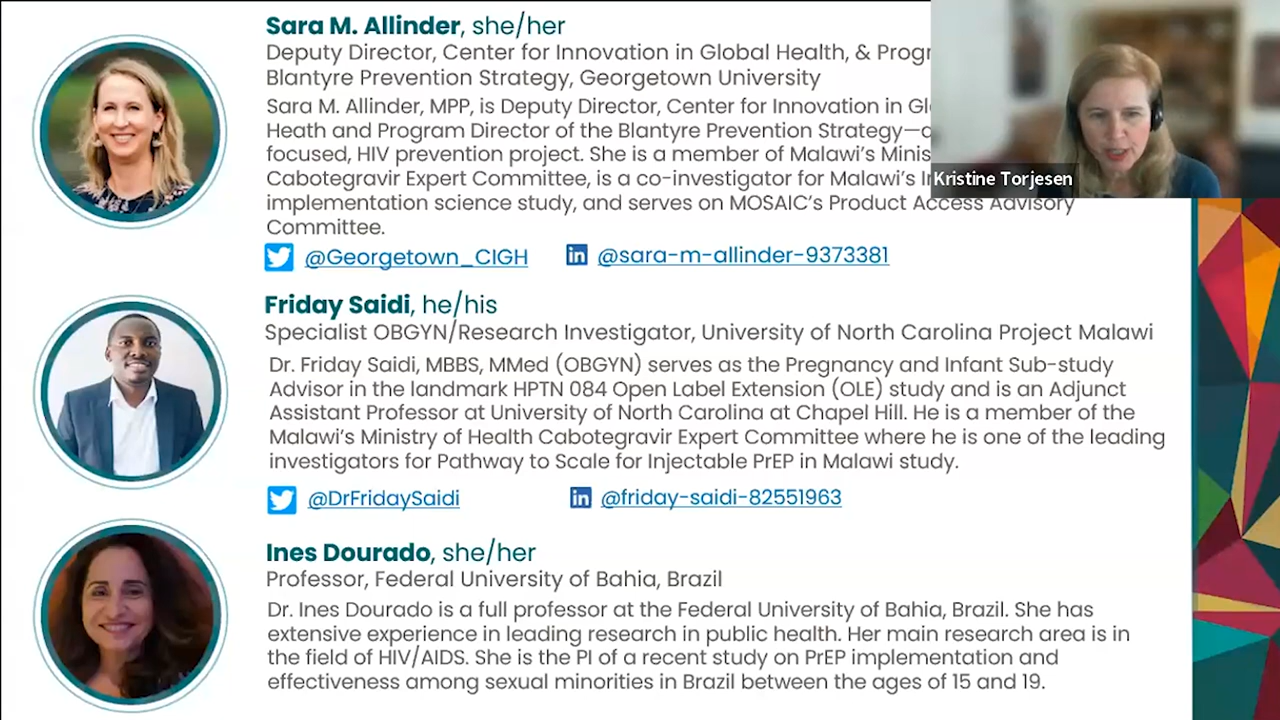 Sara M. Allinder, she/her
Deputy Director, Center for Innovation in Global Health, & Progr
Blantyre Prevention Strategy, Georgetown University
Sara M. Allinder, MPP, is Deputy Director, Center for Innovation in Gl
Heath and Program Director of the Blantyre Prevention Strategy—
focused, HIV prevention project. She is a member of Malawi's Minis
Cabotegravir Expert Committee, is a co-investigator for Malawi's
Kristine Torjesen
implementation science study, and serves on MOSAIC's Product Access Advisory
Committee.
@Georgetown_CIGH
@sara-m-allinder-9373381
Friday Saidi, he/his
Specialist OBGYN/Research Investigator, University of North Carolina Project Malawi
Dr. Friday Saidi, MBBS, MMed (OBGYN) serves as the Pregnancy and Infant Sub-study
Advisor in the landmark HPTN 084 Open Label Extension (OLE) study and is an Adjunct
Assistant Professor at University of North Carolina at Chapel Hill. He is a member of the
Malawi's Ministry of Health Cabotegravir Expert Committee where he is one of the leading
investigators for Pathway to Scale for Injectable PrEP in Malawi study.
@DrFridaySaidi
@friday-saidi-82551963
Ines Dourado, she/her
Professor, Federal University of Bahia, Brazil
Dr. Ines Dourado is a full professor at the Federal University of Bahia, Brazil. She has
extensive experience in leading research in public health. Her main research area is in
the field of HIV/AIDS. She is the PI of a recent study on PrEP implementation and
effectiveness among sexual minorities in Brazil between the ages of 15 and 19.